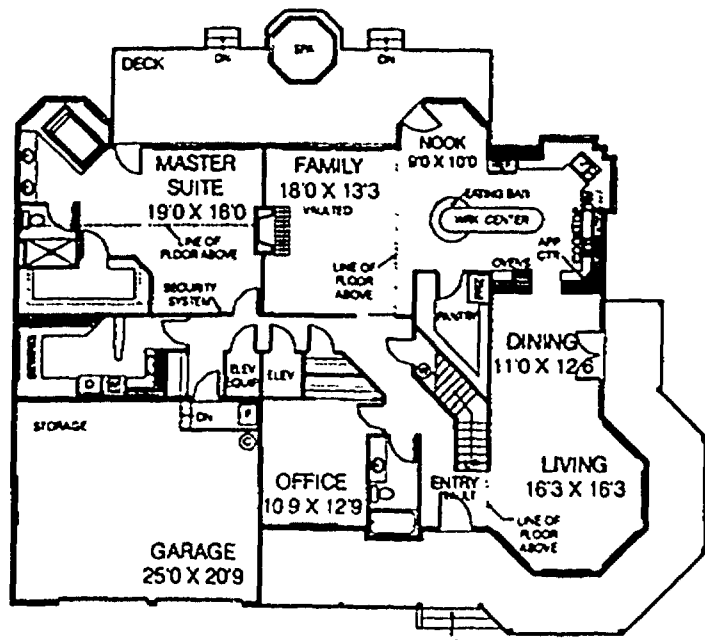 SPA
DN
DN
DECK
NOOK
9'0 X 10'0
MASTER
SUITE
19'0 X 16'0
FAMILY
18'0 X 13'3
VAULTED
EATING BAR
WRK CENTER
LINE OF
FLOOR ABOVE
LINE OF
FLOOR
ABOVE
APP
CTR
OVENS
SECURITY
SYSTEM
PANTRY
DINING
11'0 X 12'6
ELEV
EQUIP
ELEV
D
DN
F
STORAGE
C
OFFICE
10'9 X 12'9
ENTRY
LIVING
16'3 X 16'3
LINE OF
FLOOR
ABOVE
GARAGE
25'0 X 20'9